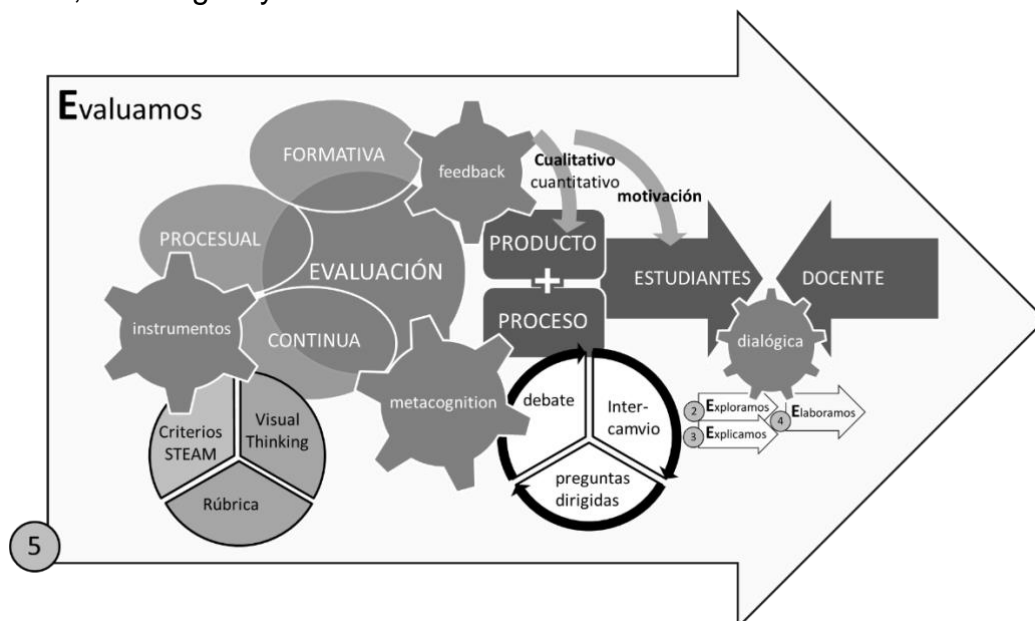 Evaluamos
FORMATIVA
feedback
Cualitativo
cuantitativo
motivación
PROCESUAL
EVALUACIÓN
PRODUCTO
+
PROCESO
ESTUDIANTES
DOCENTE
instrumentos
CONTINUA
dialógica
metacognition
debate
Inter-
camvio
preguntas
dirigidas
2
Exploramos
3
Explicamos
4
Elaboramos
Criterios
STEAM
Visual
Thinking
Rúbrica
5